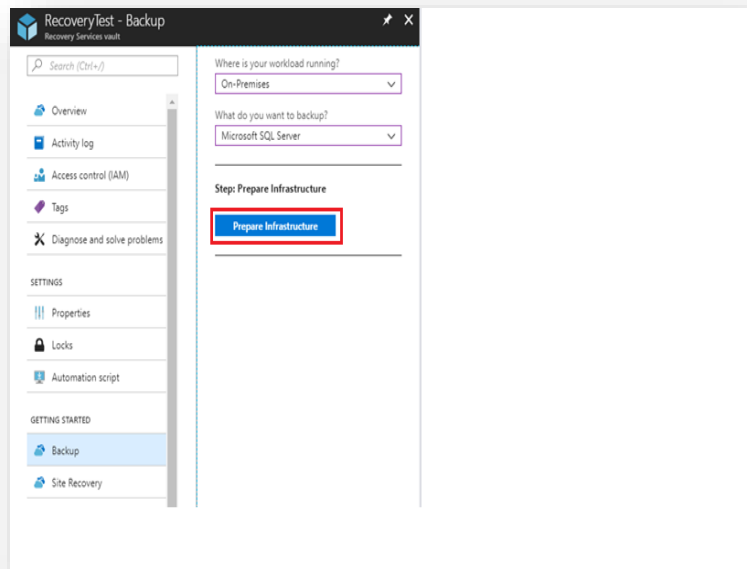 RecoveryTest - Backup
Recovery Services vault
Search (Ctrl+/)
Overview
Activity log
Access control (IAM)
Tags
Diagnose and solve problems
SETTINGS
Properties
Locks
Automation script
GETTING STARTED
Backup
Site Recovery
Where is your workload running?
On-Premises
What do you want to backup?
Microsoft SQL Server
Step: Prepare Infrastructure
Prepare Infrastructure